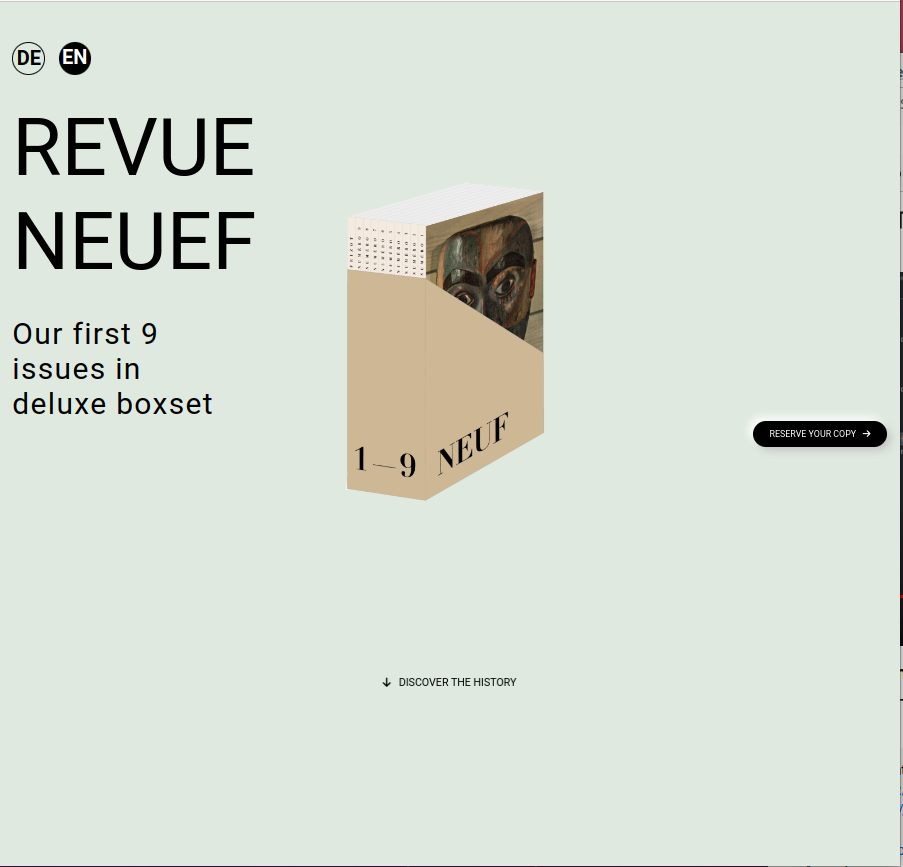 DE EN
REVUE
NEUEF
Our first 9
issues in
deluxe boxset
1—9
NEUF
RESERVE YOUR COPY →
↓ DISCOVER THE HISTORY